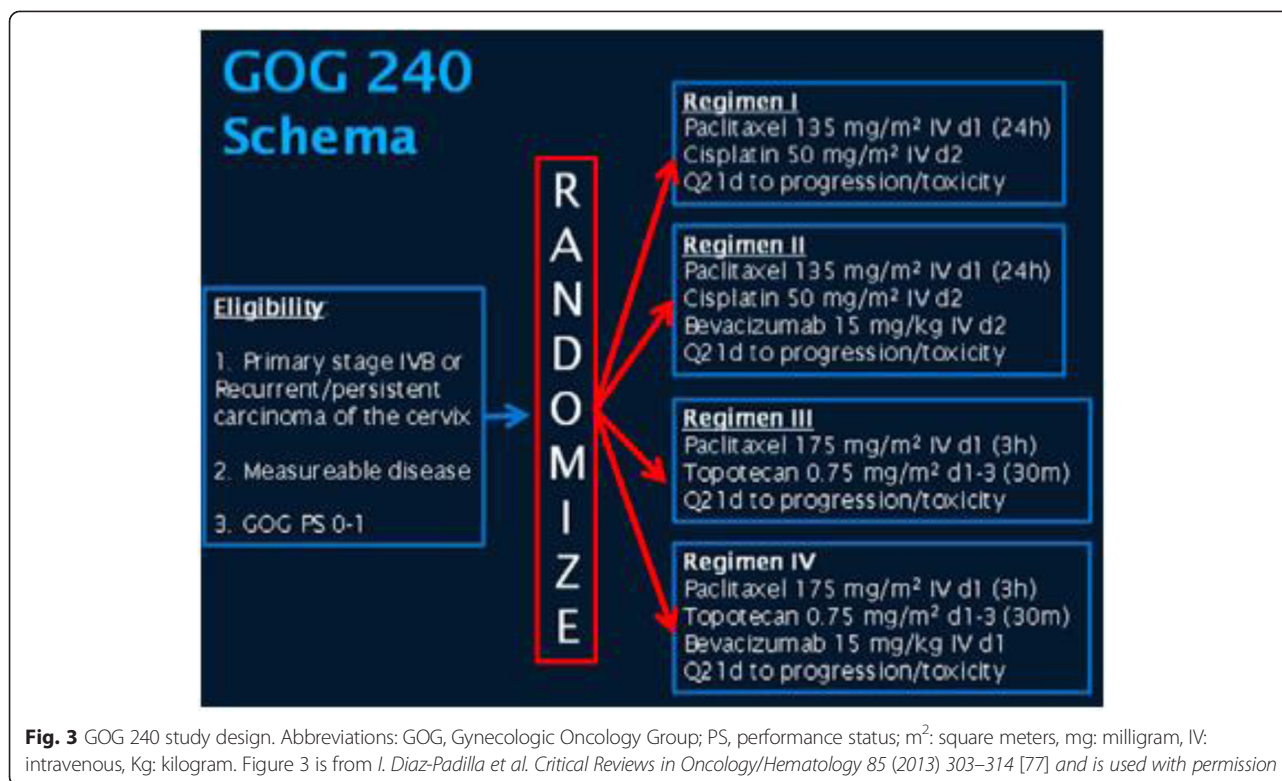 GOG 240
Schema
Eligibility
1. Primary stage IVB or
Recurrent/persistent
carcinoma of the cervix
2. Measureable disease
3. GOG PS 0-1
R
A
N
D
O
M
I
Z
E
Regimen I
Paclitaxel 135 mg/m² IV d1 (24h)
Cisplatin 50 mg/m² IV d2
Q21d to progression/toxicity
Regimen II
Paclitaxel 135 mg/m² IV d1 (24h)
Cisplatin 50 mg/m² IV d2
Bevacizumab 15 mg/kg IV d2
Q21d to progression/toxicity
Regimen III
Paclitaxel 175 mg/m² IV d1 (3h)
Topotecan 0.75 mg/m² d1-3 (30m)
Q21d to progression/toxicity
Regimen IV
Paclitaxel 175 mg/m² IV d1 (3h)
Topotecan 0.75 mg/m² d1-3 (30m)
Bevacizumab 15 mg/kg IV d1
Q21d to progression/toxicity
Fig. 3 GOG 240 study design. Abbreviations: GOG, Gynecologic Oncology Group; PS, performance status; m²: square meters, mg: milligram, IV:
intravenous, Kg: kilogram. Figure 3 is from I. Diaz-Padilla et al. Critical Reviews in Oncology/Hematology 85 (2013) 303–314 [77] and is used with permission